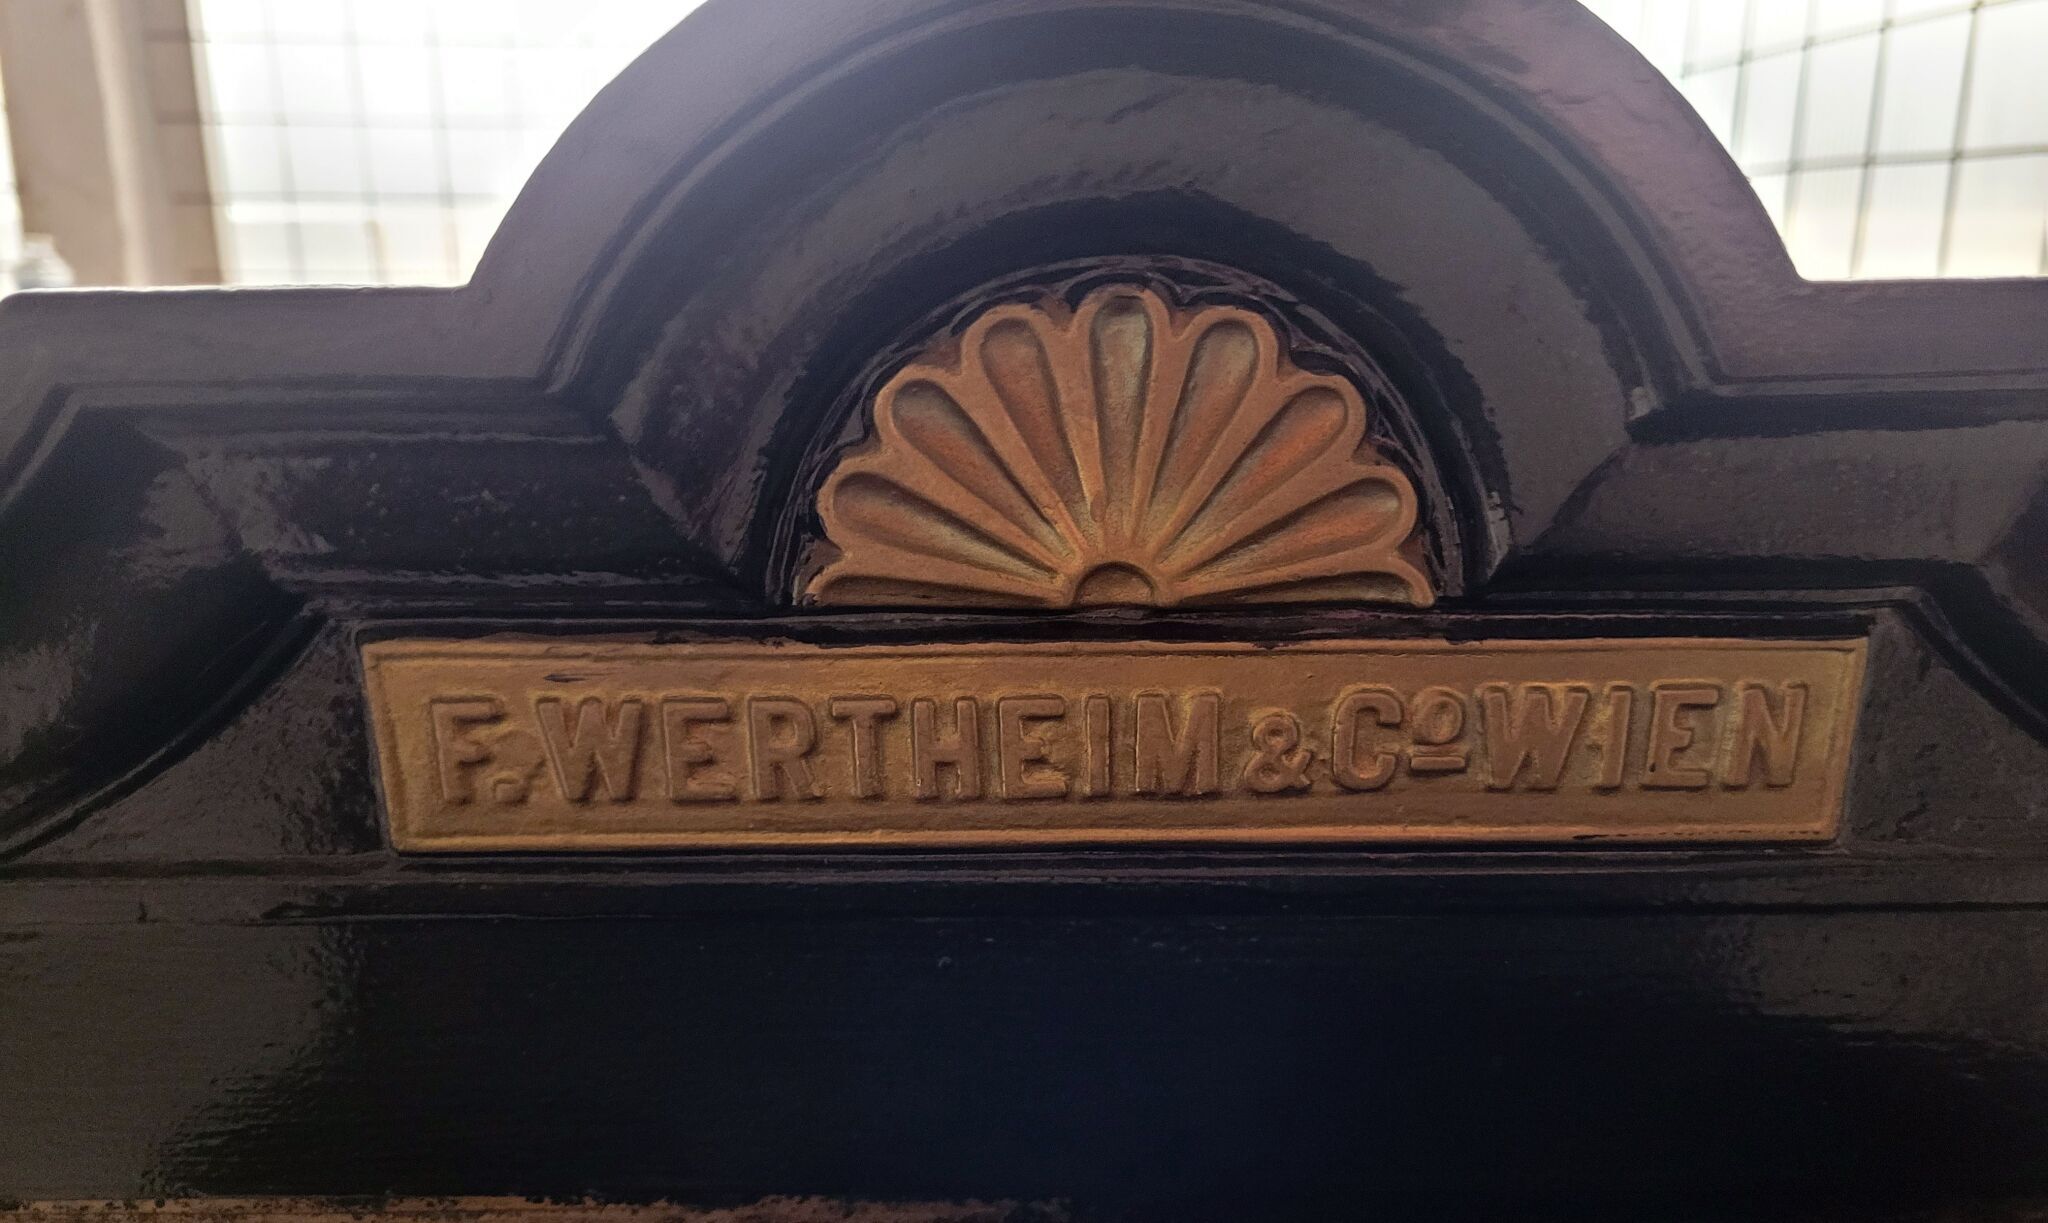 F. WERTHEIM & Co WIEN